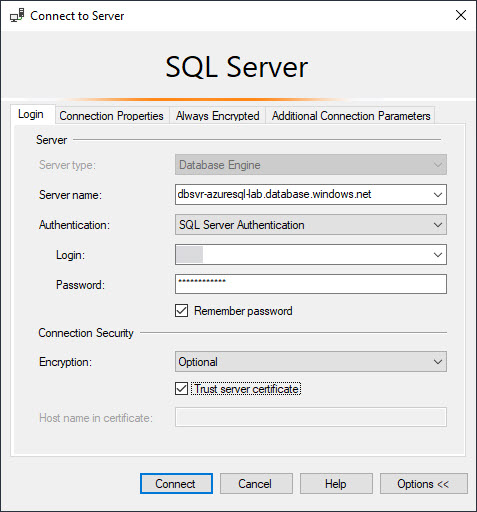 Connect to Server
SQL Server
Login Connection Properties Always Encrypted Additional Connection Parameters
Server
Server type: Database Engine
Server name: dbsvr-azuresql-lab.database.windows.net
Authentication: SQL Server Authentication
Login:
Password: ************
Remember password
Connection Security
Encryption: Optional
Trust server certificate
Host name in certificate:
Connect Cancel Help Options <<